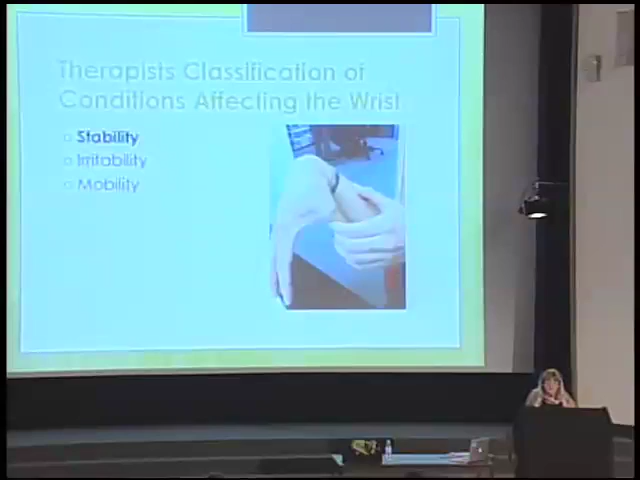 Therapists Classification of
Conditions Affecting the Wrist
Stability
Irritability
Mobility